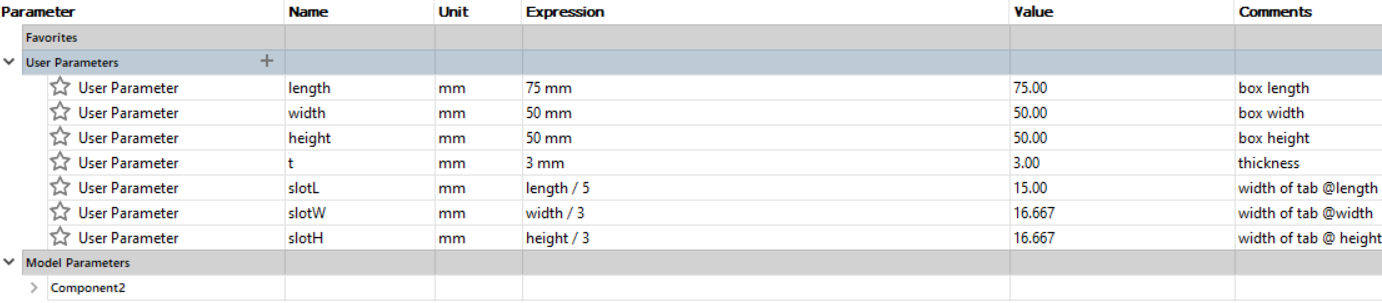 Parameter Name Unit Expression Value Comments
Favorites
User Parameters +
User Parameter length mm 75 mm 75.00 box length
User Parameter width mm 50 mm 50.00 box width
User Parameter height mm 50 mm 50.00 box height
User Parameter t mm 3 mm 3.00 thickness
User Parameter slotL mm length / 5 15.00 width of tab @length
User Parameter slotW mm width / 3 16.667 width of tab @width
User Parameter slotH mm height / 3 16.667 width of tab @ height
Model Parameters
Component2